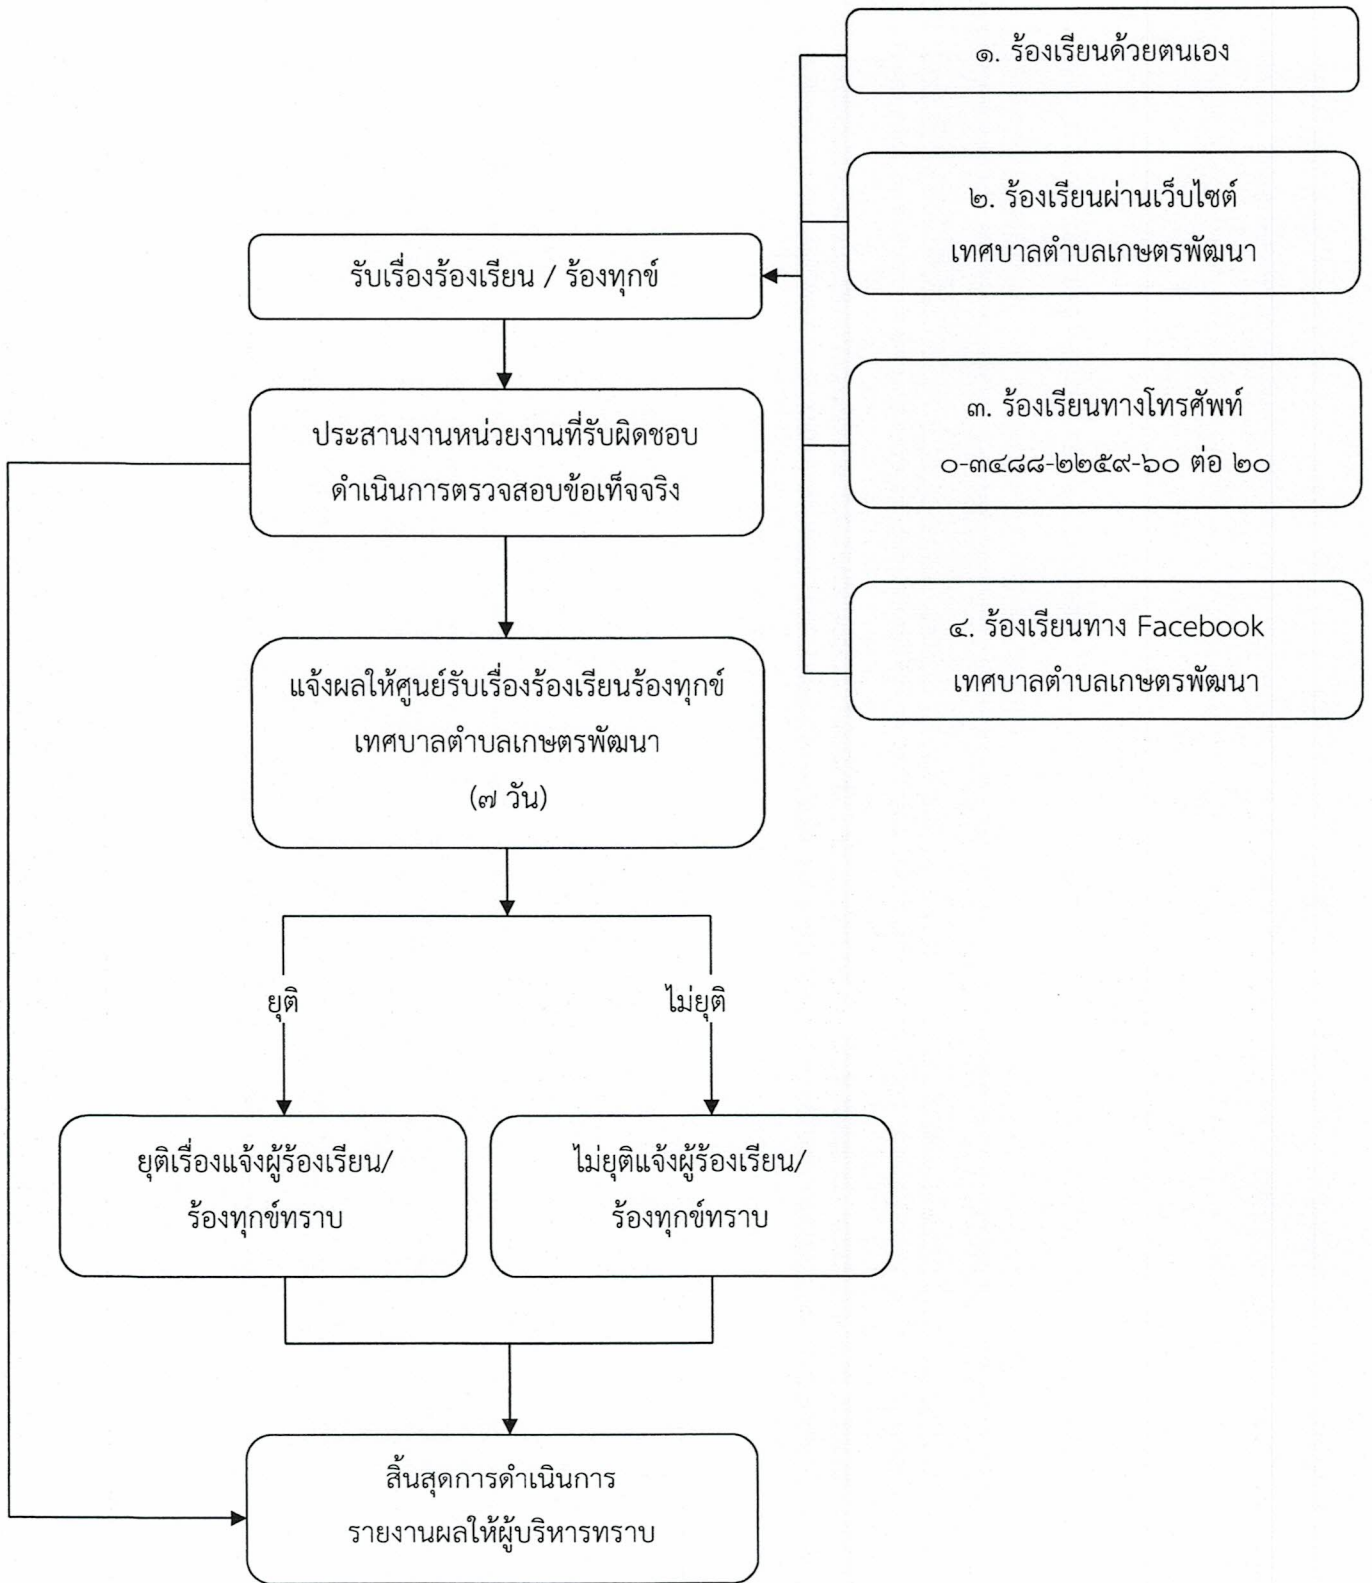 ๑. ร้องเรียนด้วยตนเอง
๒. ร้องเรียนผ่านเว็บไซต์
เทศบาลตำบลเกษตรพัฒนา
๓. ร้องเรียนทางโทรศัพท์
๐-๓๔๘๘-๒๒๕๙-๖๐ ต่อ ๒๐
๔. ร้องเรียนทาง Facebook
เทศบาลตำบลเกษตรพัฒนา
รับเรื่องร้องเรียน / ร้องทุกข์
ประสานงานหน่วยงานที่รับผิดชอบ
ดำเนินการตรวจสอบข้อเท็จจริง
แจ้งผลให้ศูนย์รับเรื่องร้องเรียนร้องทุกข์
เทศบาลตำบลเกษตรพัฒนา
(๗ วัน)
ยุติ
ไม่ยุติ
ยุติเรื่องแจ้งผู้ร้องเรียน/
ร้องทุกข์ทราบ
ไม่ยุติแจ้งผู้ร้องเรียน/
ร้องทุกข์ทราบ
สิ้นสุดการดำเนินการ
รายงานผลให้ผู้บริหารทราบ